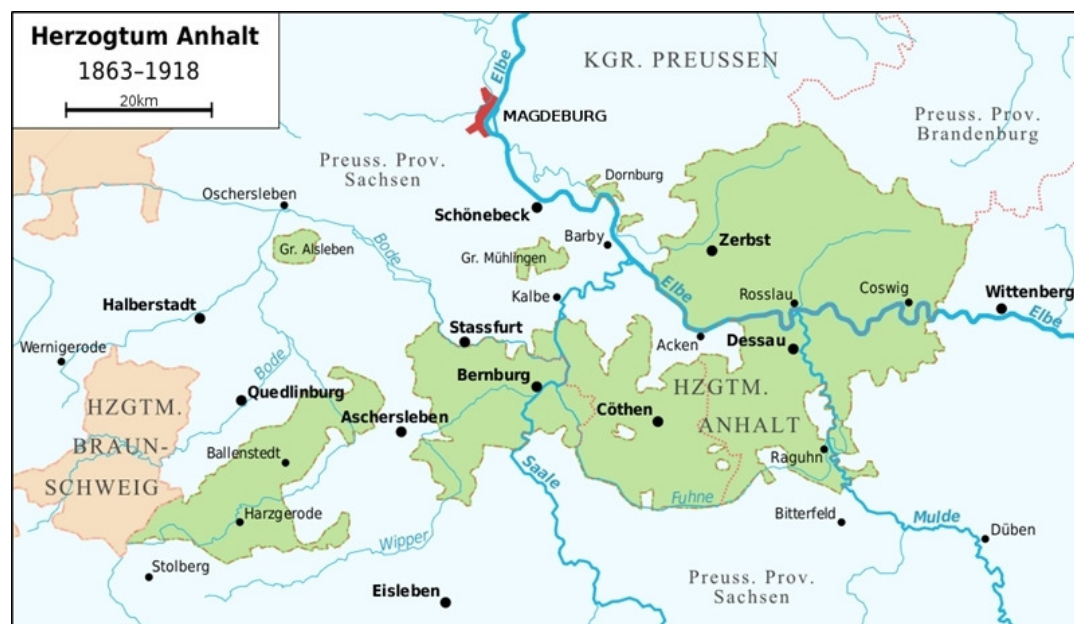 Herzogtum Anhalt
1863–1918
20km
Elbe
KGR. PREUSSEN
MAGDEBURG
Preuss. Prov.
Brandenburg
Preuss. Prov.
Sachsen
Dornburg
Oschersleben
Schönebeck
Bode
Barby
Zerbst
Gr. Alsleben
Gr. Mühlingen
Kalbe
Elbe
Rosslau
Coswig
Wittenberg
Elbe
Halberstadt
Stassfurt
Acken
Dessau
Wernigerode
Bode
Bernburg
HZGTM.
ANHALT
Quedlinburg
HZGTM.
BRAUN-
SCHWEIG
Aschersleben
Cöthen
Ballenstedt
Raguhn
Saale
Fuhne
Harzgerode
Bitterfeld
Mulde
Düben
Wipper
Stolberg
Eisleben
Preuss. Prov.
Sachsen